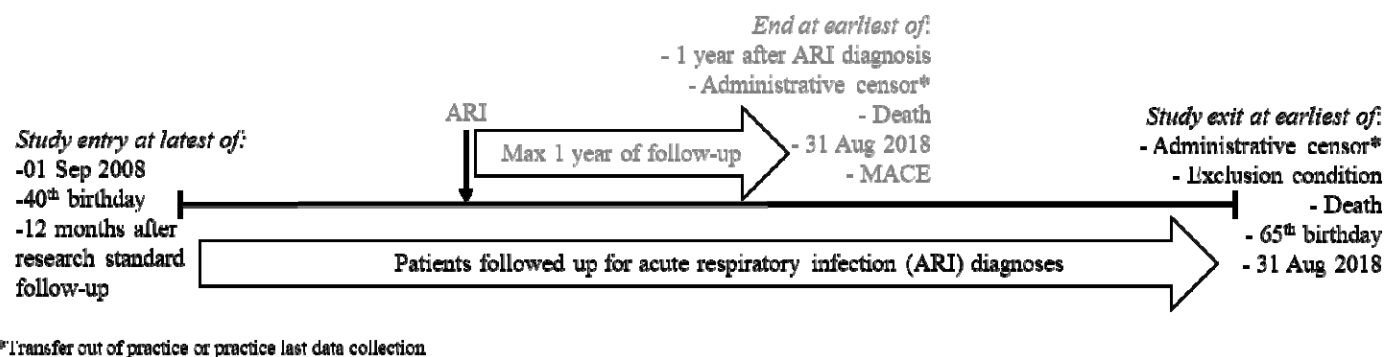 End at earliest of:
- 1 year after ARI diagnosis
- Administrative censor*
- Death
- 31 Aug 2018
- MACE
ARI
Max 1 year of follow-up
Study entry at latest of:
-01 Sep 2008
-40th birthday
-12 months after
research standard
follow-up
Study exit at earliest of:
- Administrative censor*
- Exclusion condition
- Death
- 65th birthday
- 31 Aug 2018
Patients followed up for acute respiratory infection (ARI) diagnoses
*Transfer out of practice or practice last data collection